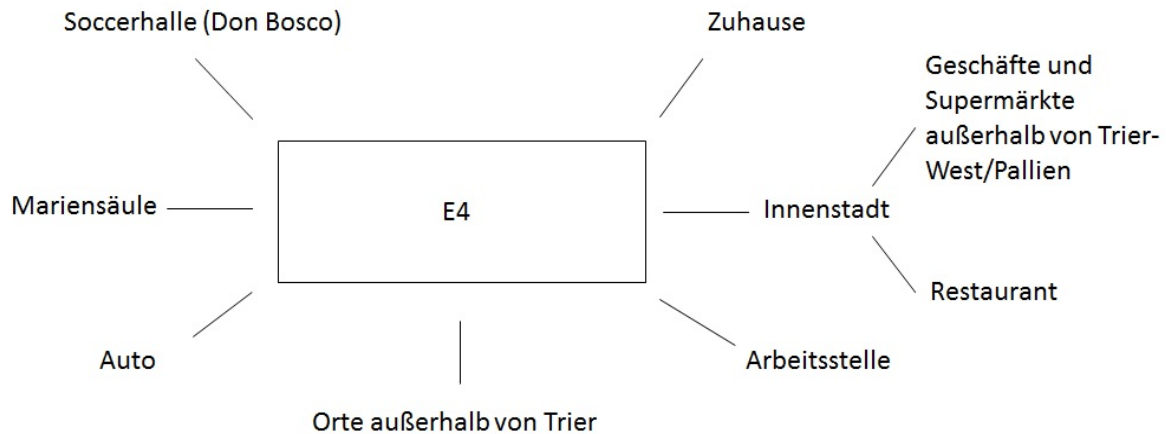 Soccerhalle (Don Bosco)
Zuhause
Geschäfte und
Supermärkte
außerhalb von Trier-
West/Pallien
Mariensäule
E4
Innenstadt
Restaurant
Auto
Arbeitsstelle
Orte außerhalb von Trier